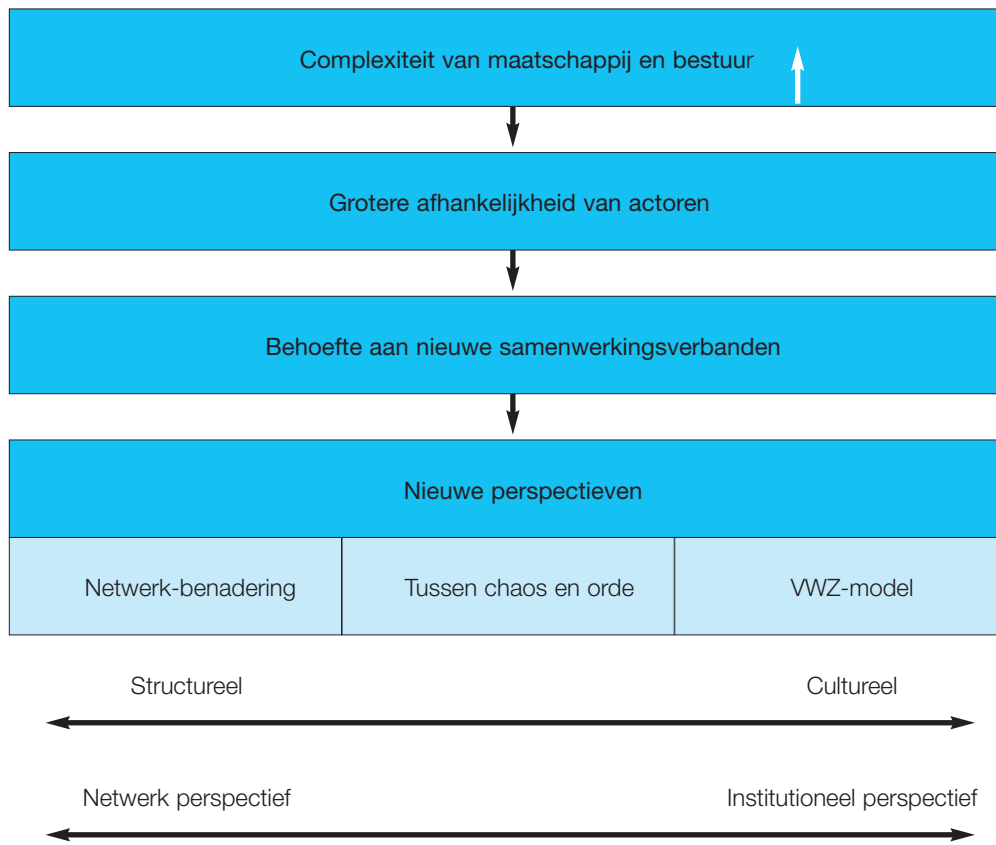 Complexiteit van maatschappij en bestuur
Grotere afhankelijkheid van actoren
Behoefte aan nieuwe samenwerkingsverbanden
Nieuwe perspectieven
Netwerk-benadering
Tussen chaos en orde
VWZ-model
Structureel
Cultureel
Netwerk perspectief
Institutioneel perspectief